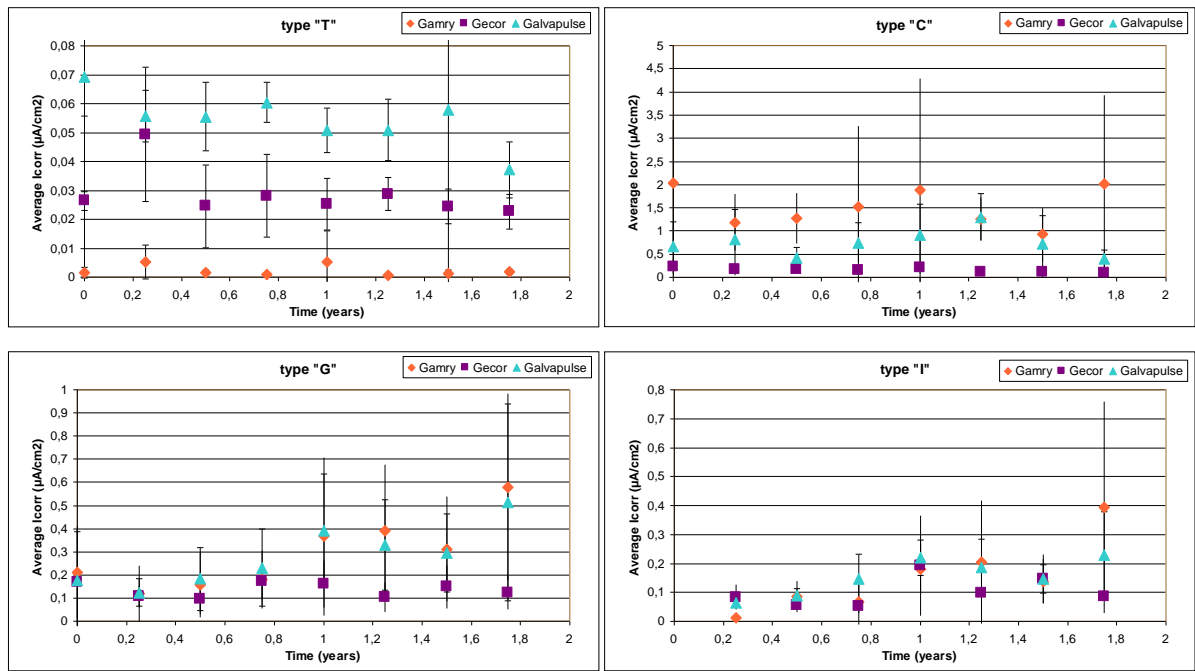 type "T"
Gamry Gecor Galvapulse
Average Icorr (µA/cm2)
0,08
0,07
0,06
0,05
0,04
0,03
0,02
0,01
0
0 0,2 0,4 0,6 0,8 1 1,2 1,4 1,6 1,8 2
Time (years)
type "C"
Gamry Gecor Galvapulse
Average Icorr (µA/cm2)
5
4,5
4
3,5
3
2,5
2
1,5
1
0,5
0
0 0,2 0,4 0,6 0,8 1 1,2 1,4 1,6 1,8 2
Time (years)
type "G"
Gamry Gecor Galvapulse
Average Icorr (µA/cm2)
1
0,9
0,8
0,7
0,6
0,5
0,4
0,3
0,2
0,1
0
0 0,2 0,4 0,6 0,8 1 1,2 1,4 1,6 1,8 2
Time (years)
type "I"
Gamry Gecor Galvapulse
Average Icorr (µA/cm2)
0,8
0,7
0,6
0,5
0,4
0,3
0,2
0,1
0
0 0,2 0,4 0,6 0,8 1 1,2 1,4 1,6 1,8 2
Time (years)